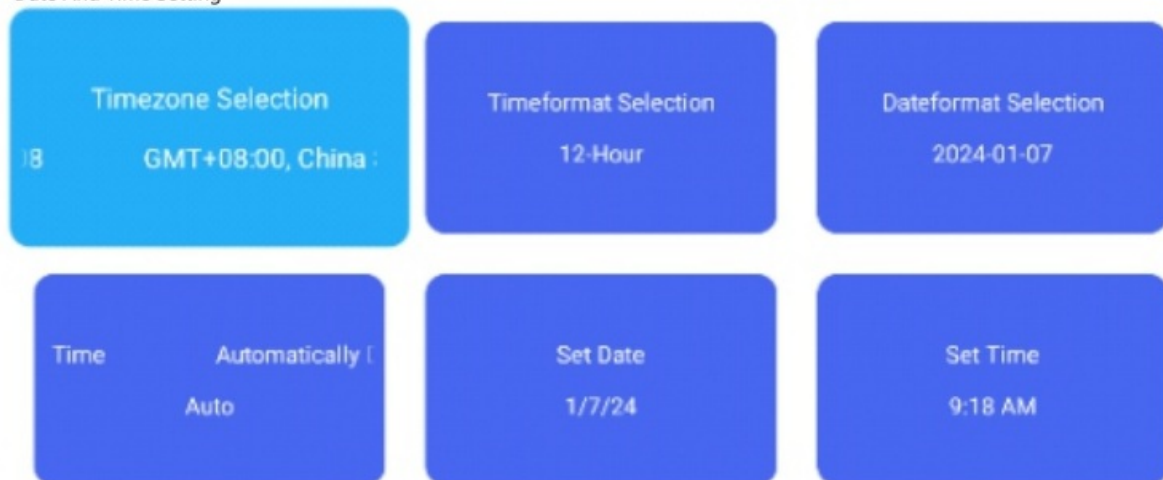 Timezone Selection
GMT+08:00, China
Timeformat Selection
12-Hour
Dateformat Selection
2024-01-07
Time Automatically
Auto
Set Date
1/7/24
Set Time
9:18 AM